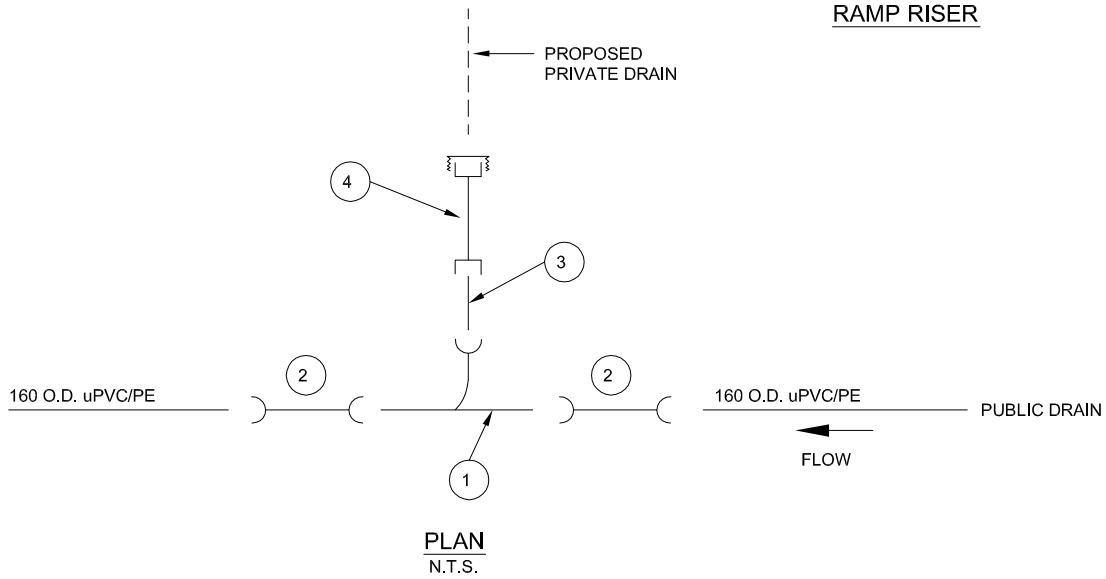 RAMP RISER
PROPOSED
PRIVATE DRAIN
4
3
2
2
160 O.D. uPVC/PE
160 O.D. uPVC/PE
PUBLIC DRAIN
FLOW
1
PLAN
N.T.S.